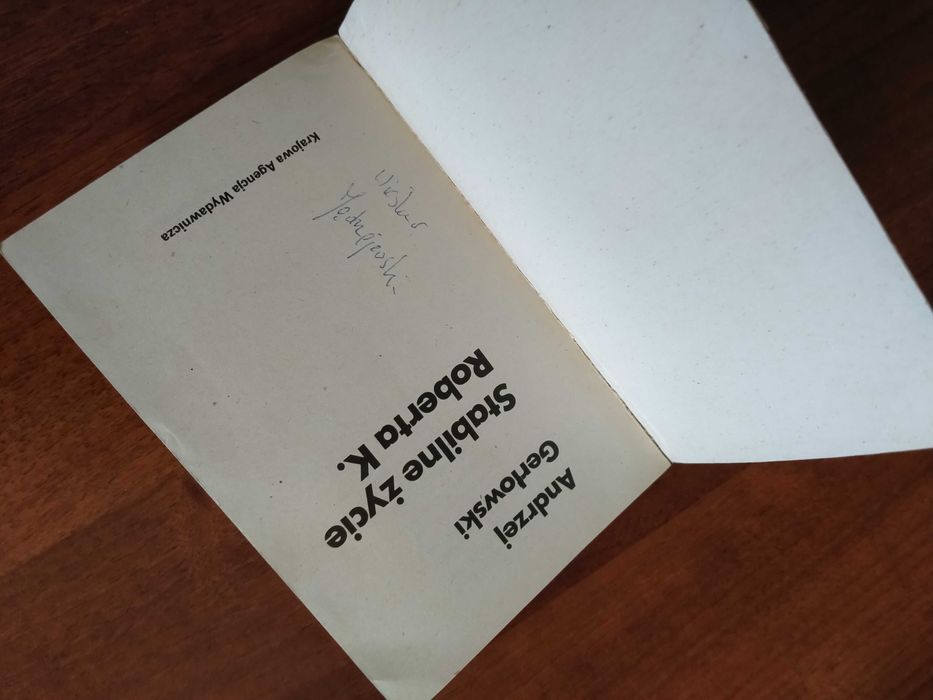 Andrzej
Gerłowski
Stabilne życie
Roberta K.
Krajowa Agencja Wydawnicza